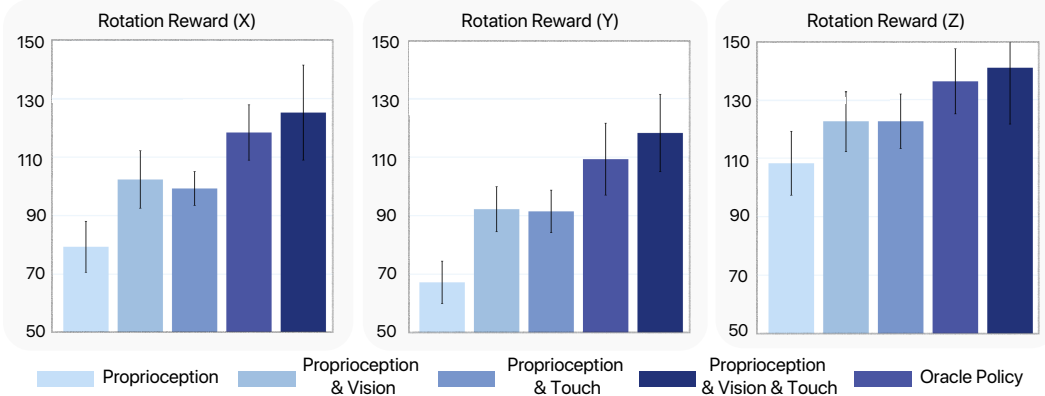 Rotation Reward (X)
150
130
110
90
70
50
Rotation Reward (Y)
150
130
110
90
70
50
Rotation Reward (Z)
150
130
110
90
70
50
Proprioception
Proprioception
& Vision
Proprioception
& Touch
Proprioception
& Vision & Touch
Oracle Policy